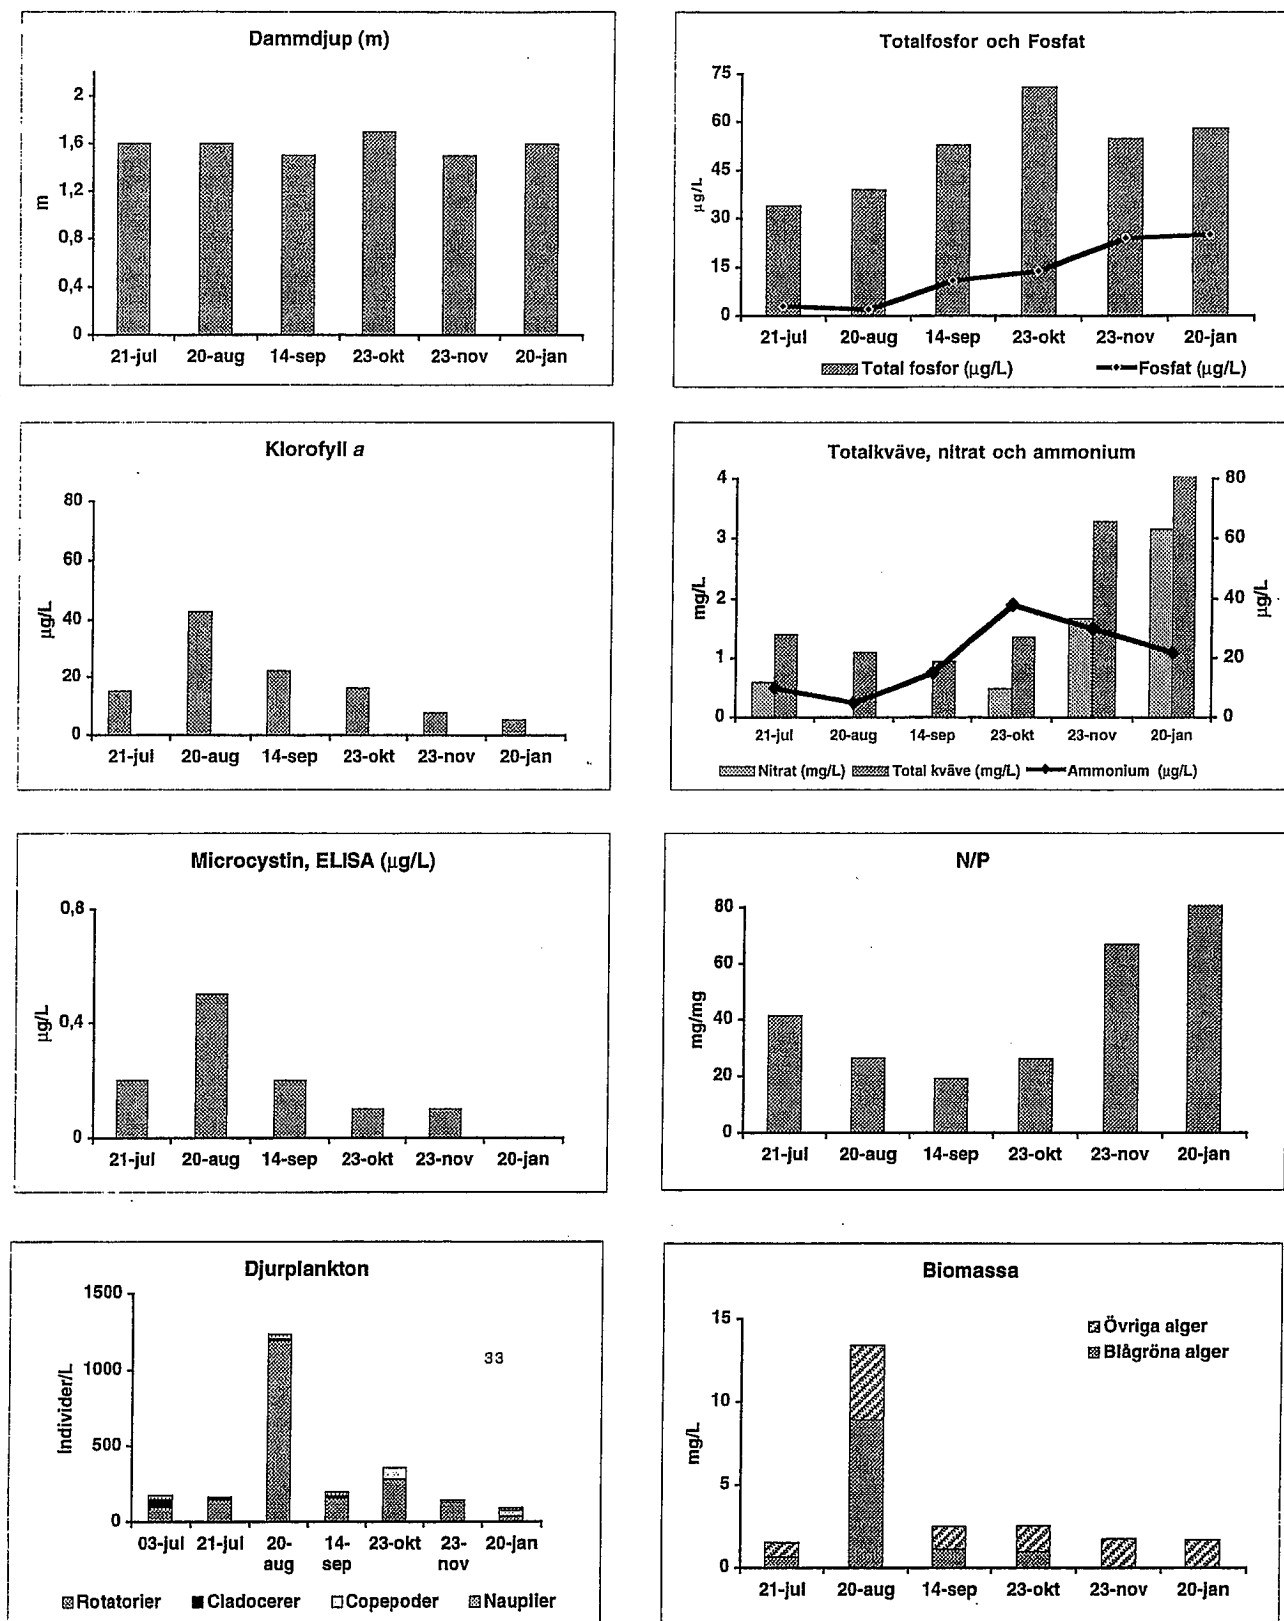 Dammdjup (m)
2
1,6
1,2
0,8
0,4
0
m
21-jul 20-aug 14-sep 23-okt 23-nov 20-jan
Totalfosfor och Fosfat
75
60
45
30
15
0
µg/L
21-jul 20-aug 14-sep 23-okt 23-nov 20-jan
Total fosfor (µg/L) Fosfat (µg/L)
Klorofyll a
80
60
40
20
0
µg/L
21-jul 20-aug 14-sep 23-okt 23-nov 20-jan
Totalkväve, nitrat och ammonium
4 80
3 60
2 40
1 20
0 0
mg/L
µg/L
21-jul 20-aug 14-sep 23-okt 23-nov 20-jan
Nitrat (mg/L) Total kväve (mg/L) Ammonium (µg/L)
Microcystin, ELISA (µg/L)
0,8
0,4
0
µg/L
21-jul 20-aug 14-sep 23-okt 23-nov 20-jan
N/P
80
60
40
20
0
mg/mg
21-jul 20-aug 14-sep 23-okt 23-nov 20-jan
Djurplankton
1500
1000
500
0
Individer/L
33
03-jul 21-jul 20- 14- 23-okt 23- 20-jan
aug sep nov
Rotatorier Cladocerer Copepoder Nauplier
Biomassa
15
10
5
0
mg/L
Övriga alger
Blågröna alger
21-jul 20-aug 14-sep 23-okt 23-nov 20-jan